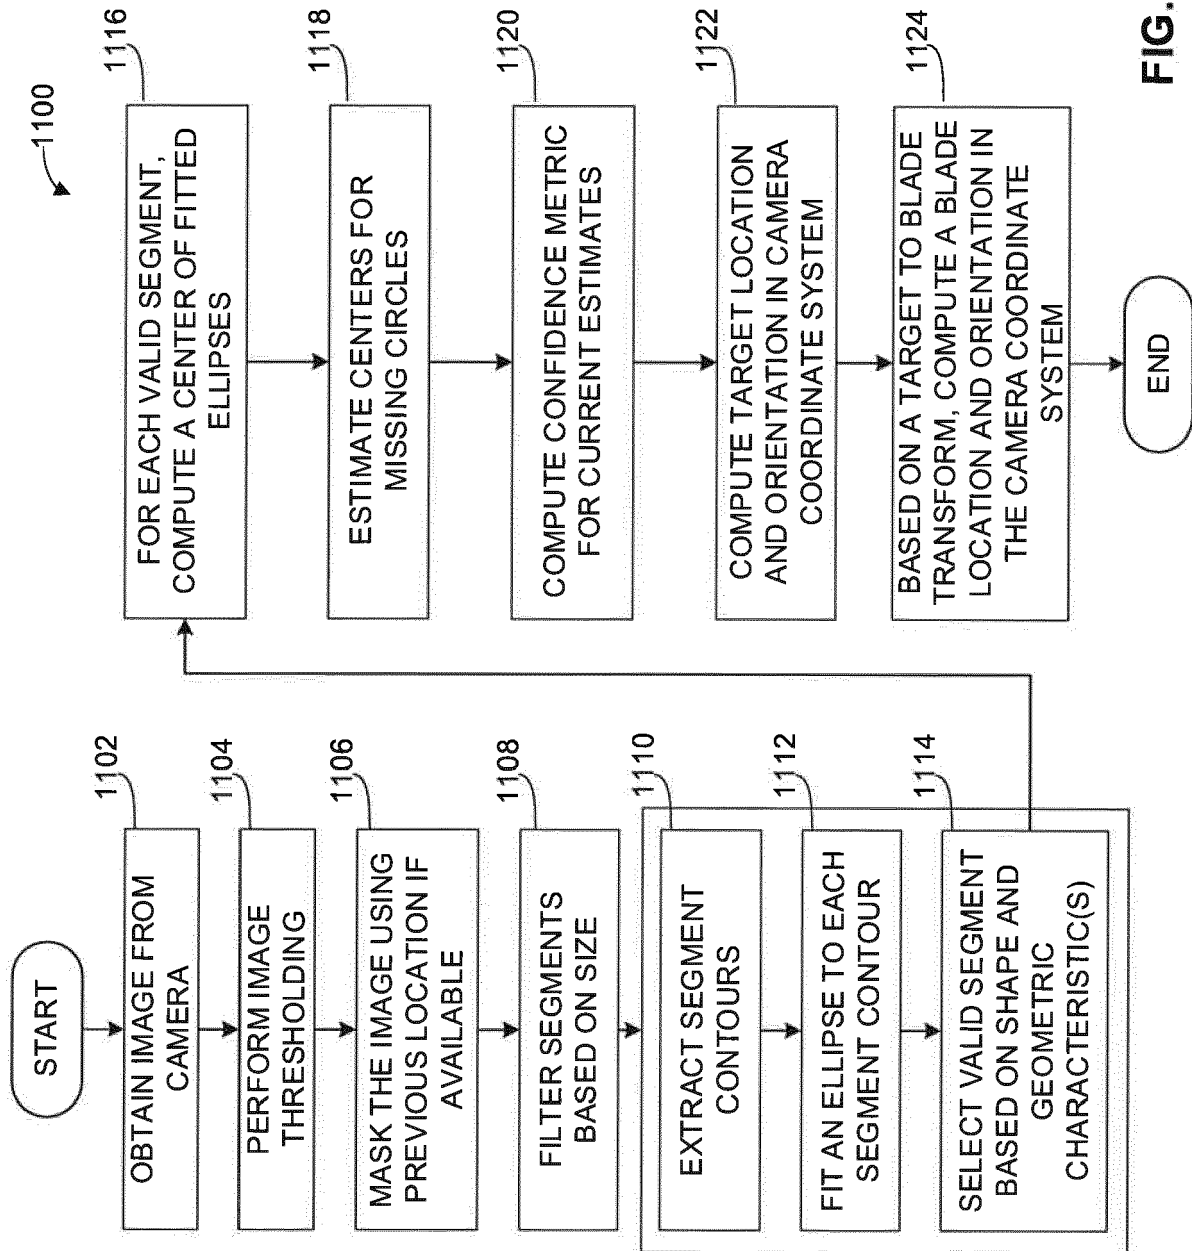 1100
START
1102
OBTAIN IMAGE FROM
CAMERA
1104
PERFORM IMAGE
THRESHOLDING
1106
MASK THE IMAGE USING
PREVIOUS LOCATION IF
AVAILABLE
1108
FILTER SEGMENTS
BASED ON SIZE
1110
EXTRACT SEGMENT
CONTOURS
1112
FIT AN ELLIPSE TO EACH
SEGMENT CONTOUR
1114
SELECT VALID SEGMENT
BASED ON SHAPE AND
GEOMETRIC
CHARACTERISTIC(S)
1116
FOR EACH VALID SEGMENT,
COMPUTE A CENTER OF FITTED
ELLIPSES
1118
ESTIMATE CENTERS FOR
MISSING CIRCLES
1120
COMPUTE CONFIDENCE METRIC
FOR CURRENT ESTIMATES
1122
COMPUTE TARGET LOCATION
AND ORIENTATION IN CAMERA
COORDINATE SYSTEM
1124
BASED ON A TARGET TO BLADE
TRANSFORM, COMPUTE A BLADE
LOCATION AND ORIENTATION IN
THE CAMERA COORDINATE
SYSTEM
END
FIG.